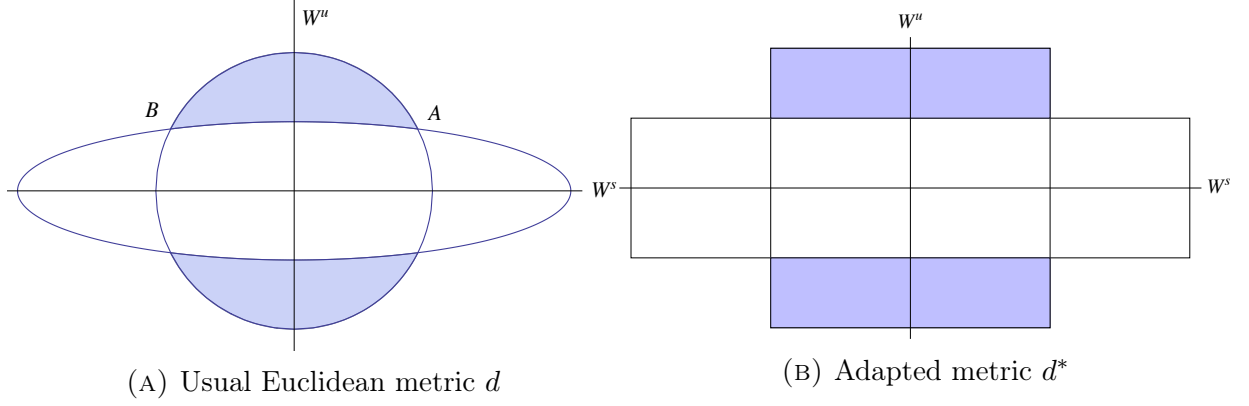 W^u
B
A
W^s
(A) Usual Euclidean metric d
W^u
W^s
(B) Adapted metric d*